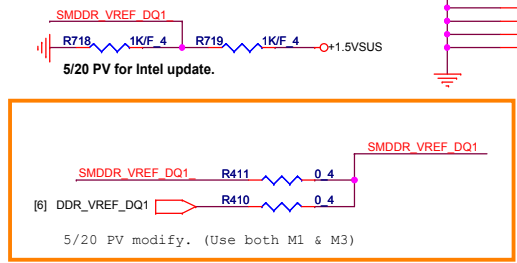 SMDDR_VREF_DQ1_
R718 1K/F_4 R719 1K/F_4 +1.5VSUS
5/20 PV for Intel update.
SMDDR_VREF_DQ1
SMDDR_VREF_DQ1_ R411 0_4
[6] DDR_VREF_DQ1 R410 0_4
5/20 PV modify. (Use both M1 & M3)